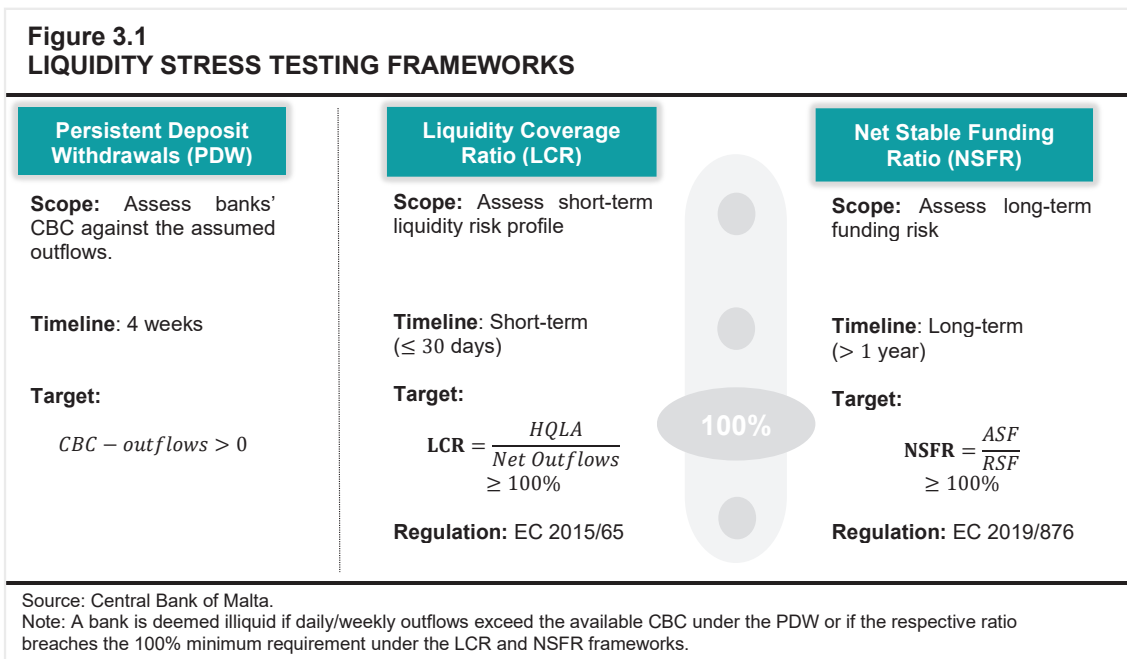 Figure 3.1
LIQUIDITY STRESS TESTING FRAMEWORKS
Persistent Deposit
Withdrawals (PDW)
Scope: Assess banks'
CBC against the assumed
outflows.
Timeline: 4 weeks
Target:
CBC − outflows > 0
Liquidity Coverage
Ratio (LCR)
Scope: Assess short-term
liquidity risk profile
Timeline: Short-term
(≤ 30 days)
Target:
LCR = HQLA / Net Outflows
≥ 100%
Regulation: EC 2015/65
100%
Net Stable Funding
Ratio (NSFR)
Scope: Assess long-term
funding risk
Timeline: Long-term
(> 1 year)
Target:
NSFR = ASF / RSF
≥ 100%
Regulation: EC 2019/876
Source: Central Bank of Malta.
Note: A bank is deemed illiquid if daily/weekly outflows exceed the available CBC under the PDW or if the respective ratio
breaches the 100% minimum requirement under the LCR and NSFR frameworks.